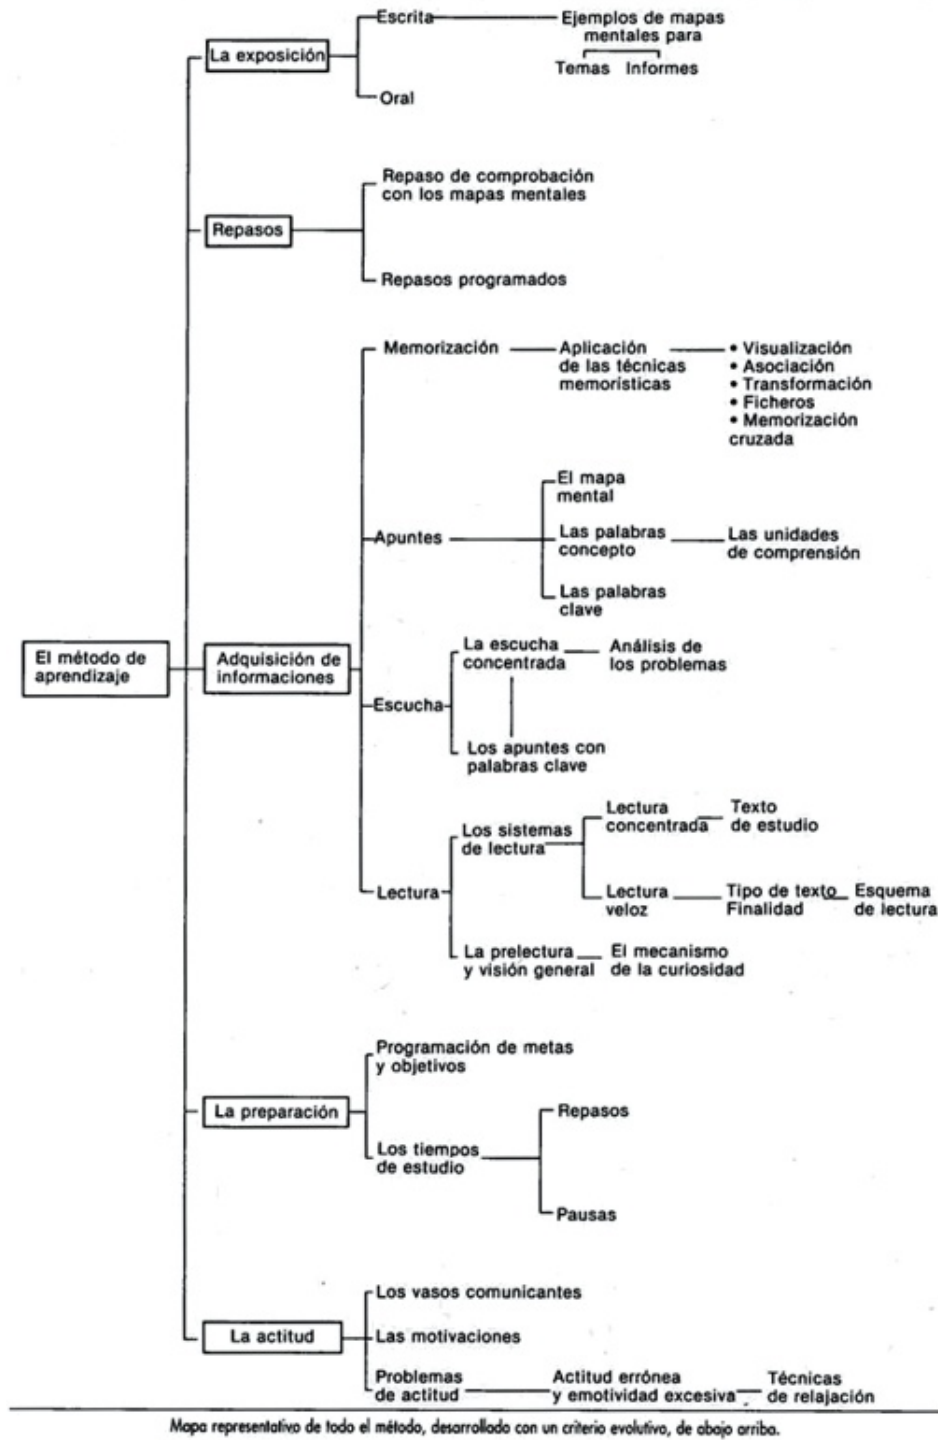 Escrita
Ejemplos de mapas
mentales para
La exposición
Temas Informes
Oral
Repaso de comprobación
con los mapas mentales
Repasos
Repasos programados
Memorización
Aplicación
de las técnicas
memorísticas
• Visualización
• Asociación
• Transformación
• Ficheros
• Memorización
cruzada
El mapa
mental
Apuntes
Las palabras
concepto
Las unidades
de comprensión
Las palabras
clave
El método de
aprendizaje
Adquisición de
informaciones
La escucha
concentrada
Análisis de
los problemas
Escucha
Los apuntes con
palabras clave
Lectura
concentrada
Texto
de estudio
Los sistemas
de lectura
Lectura
Lectura
veloz
Tipo de texto
Finalidad
Esquema
de lectura
La prelectura
y visión general
El mecanismo
de la curiosidad
Programación de metas
y objetivos
La preparación
Repasos
Los tiempos
de estudio
Pausas
Los vasos comunicantes
La actitud
Las motivaciones
Problemas
de actitud
Actitud errónea
y emotividad excesiva
Técnicas
de relajación
Mapa representativo de todo el método, desarrollado con un criterio evolutivo, de abajo arriba.